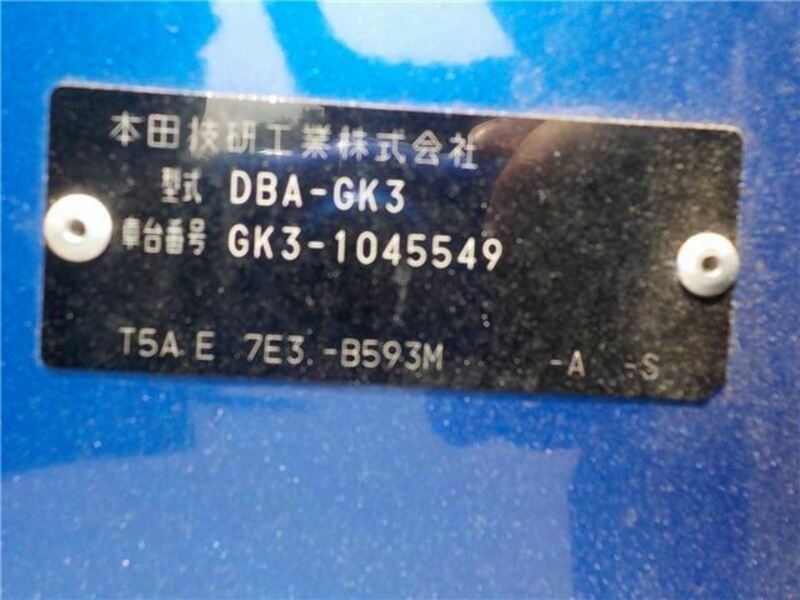 本田技研工業株式会社
型式 DBA-GK3
車台番号 GK3-1045549
T5A E 7E3 -B593M -A -S